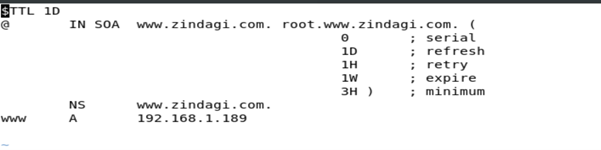 $TTL 1D
@ IN SOA www.zindagi.com. root.www.zindagi.com. (
0 ; serial
1D ; refresh
1H ; retry
1W ; expire
3H ) ; minimum
NS www.zindagi.com.
www A 192.168.1.189
~